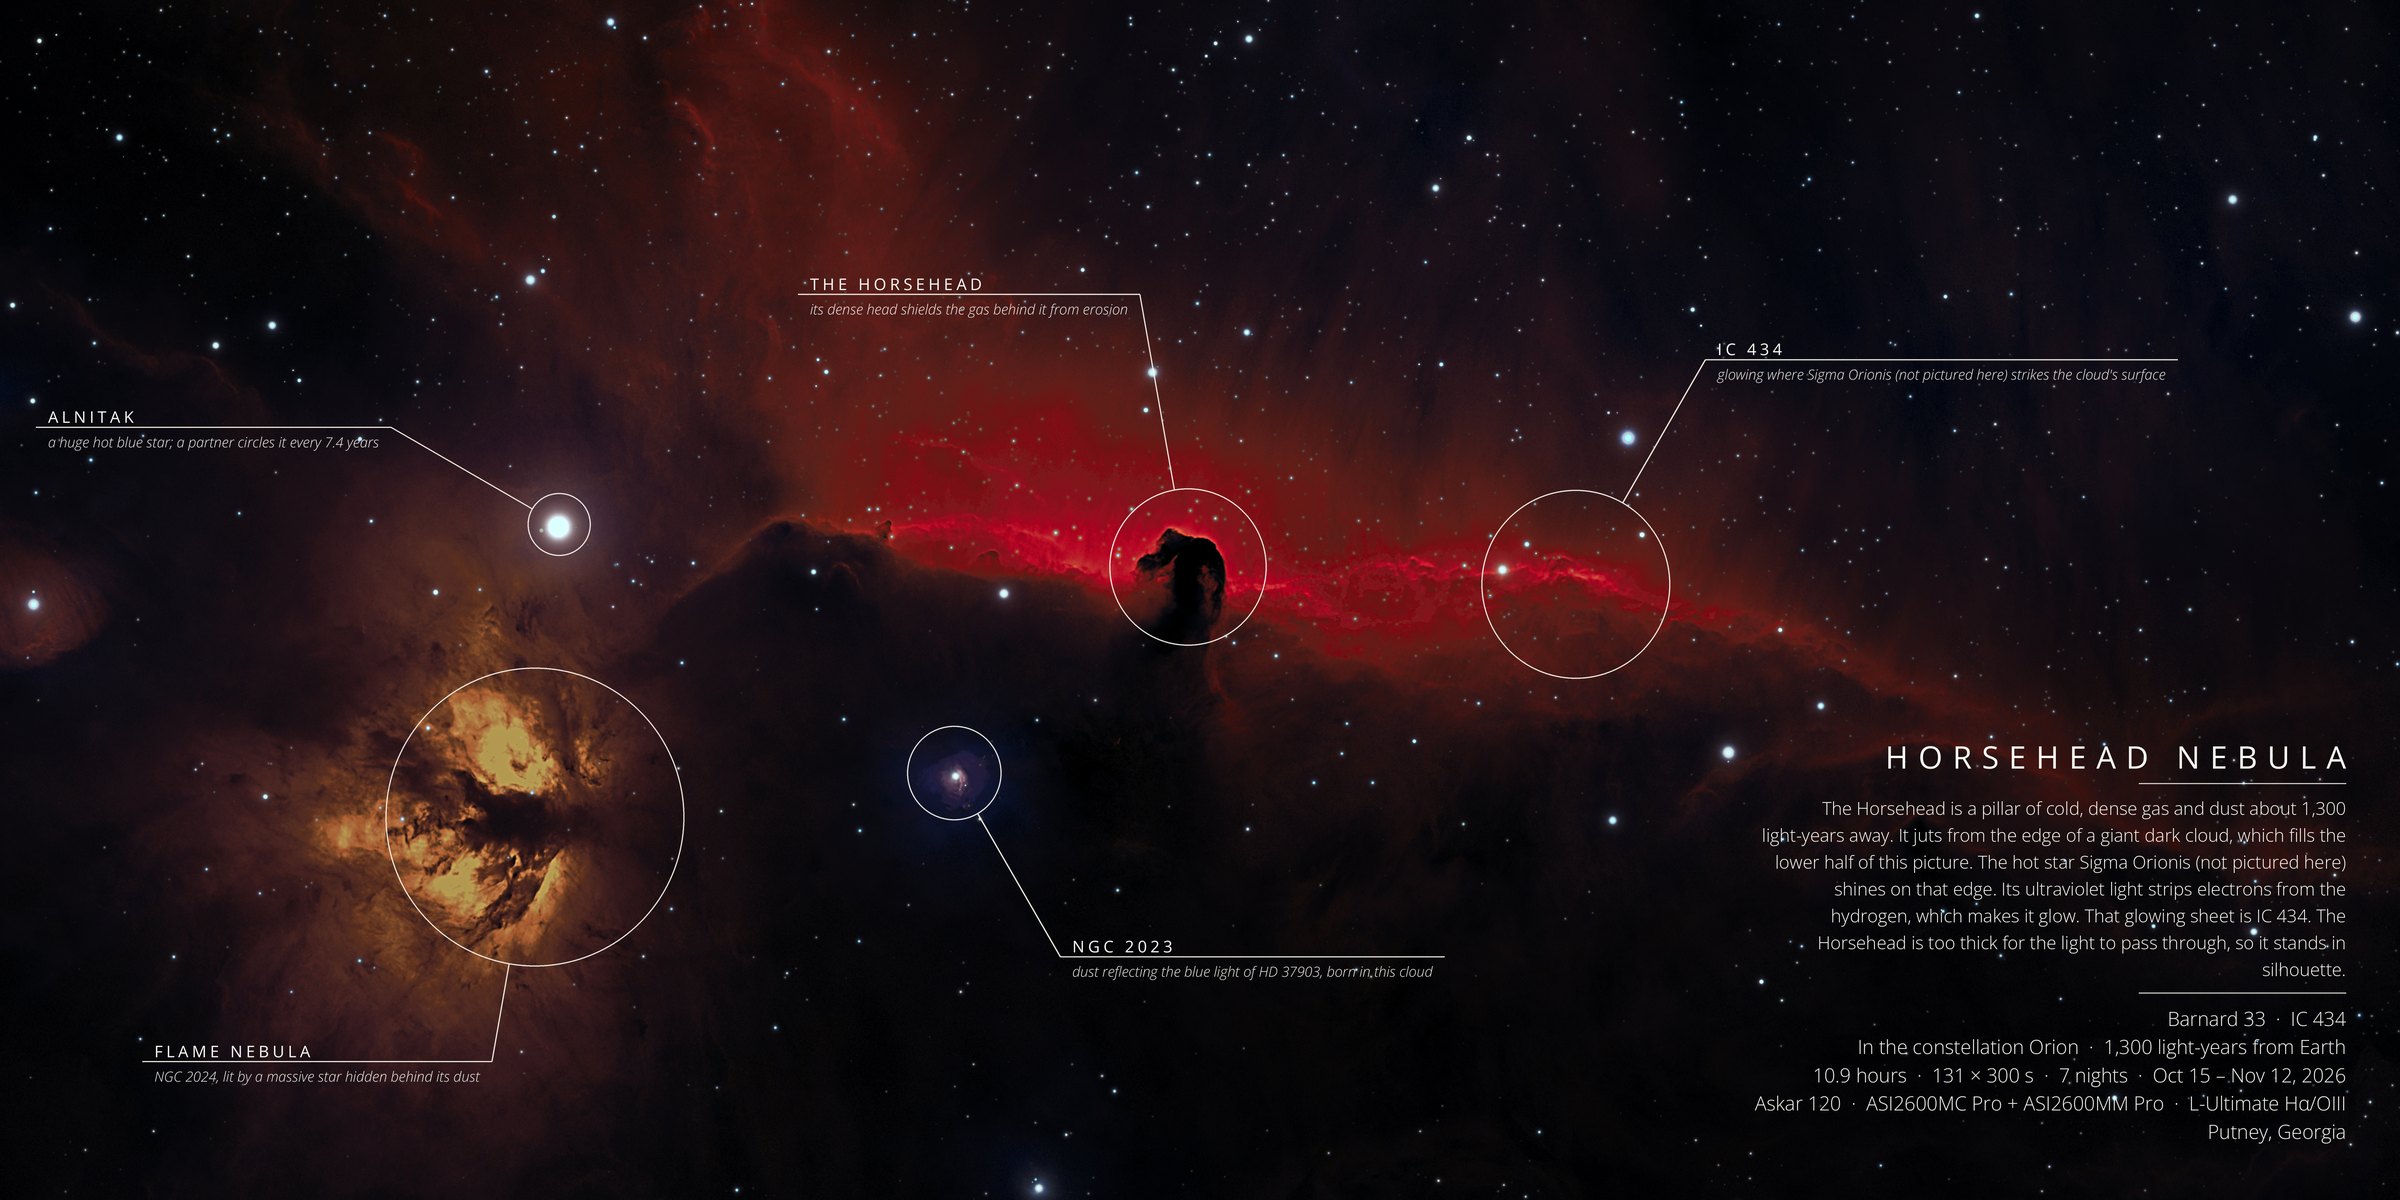 THE HORSEHEAD
its dense head shields the gas behind it from erosion
IC 434
glowing where Sigma Orionis (not pictured here) strikes the cloud's surface
ALNITAK
a huge hot blue star; a partner circles it every 7.4 years
NGC 2023
dust reflecting the blue light of HD 37903, born in this cloud
FLAME NEBULA
NGC 2024, lit by a massive star hidden behind its dust
HORSEHEAD NEBULA
The Horsehead is a pillar of cold, dense gas and dust about 1,300
light-years away. It juts from the edge of a giant dark cloud, which fills the
lower half of this picture. The hot star Sigma Orionis (not pictured here)
shines on that edge. Its ultraviolet light strips electrons from the
hydrogen, which makes it glow. That glowing sheet is IC 434. The
Horsehead is too thick for the light to pass through, so it stands in
silhouette.
Barnard 33 · IC 434
In the constellation Orion · 1,300 light-years from Earth
10.9 hours · 131 × 300 s · 7 nights · Oct 15 – Nov 12, 2026
Askar 120 · ASI2600MC Pro + ASI2600MM Pro · L-Ultimate Hα/OIII
Putney, Georgia